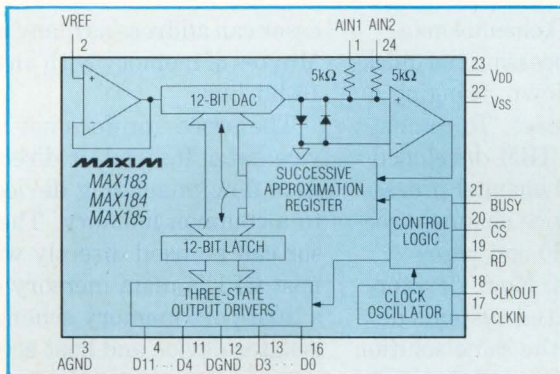 VREF
2
AIN1 AIN2
1 24
5kΩ 5kΩ
23
VDD
22
VSS
12-BIT DAC
+
-
+
-
MAXIM
MAX183
MAX184
MAX185
SUCCESSIVE
APPROXIMATION
REGISTER
21
BUSY
20
CS
19
RD
CONTROL
LOGIC
12-BIT LATCH
18
CLKOUT
17
CLKIN
CLOCK
OSCILLATOR
THREE-STATE
OUTPUT DRIVERS
3 4 11 12 13 16
AGND D11···D4 DGND D3···D0